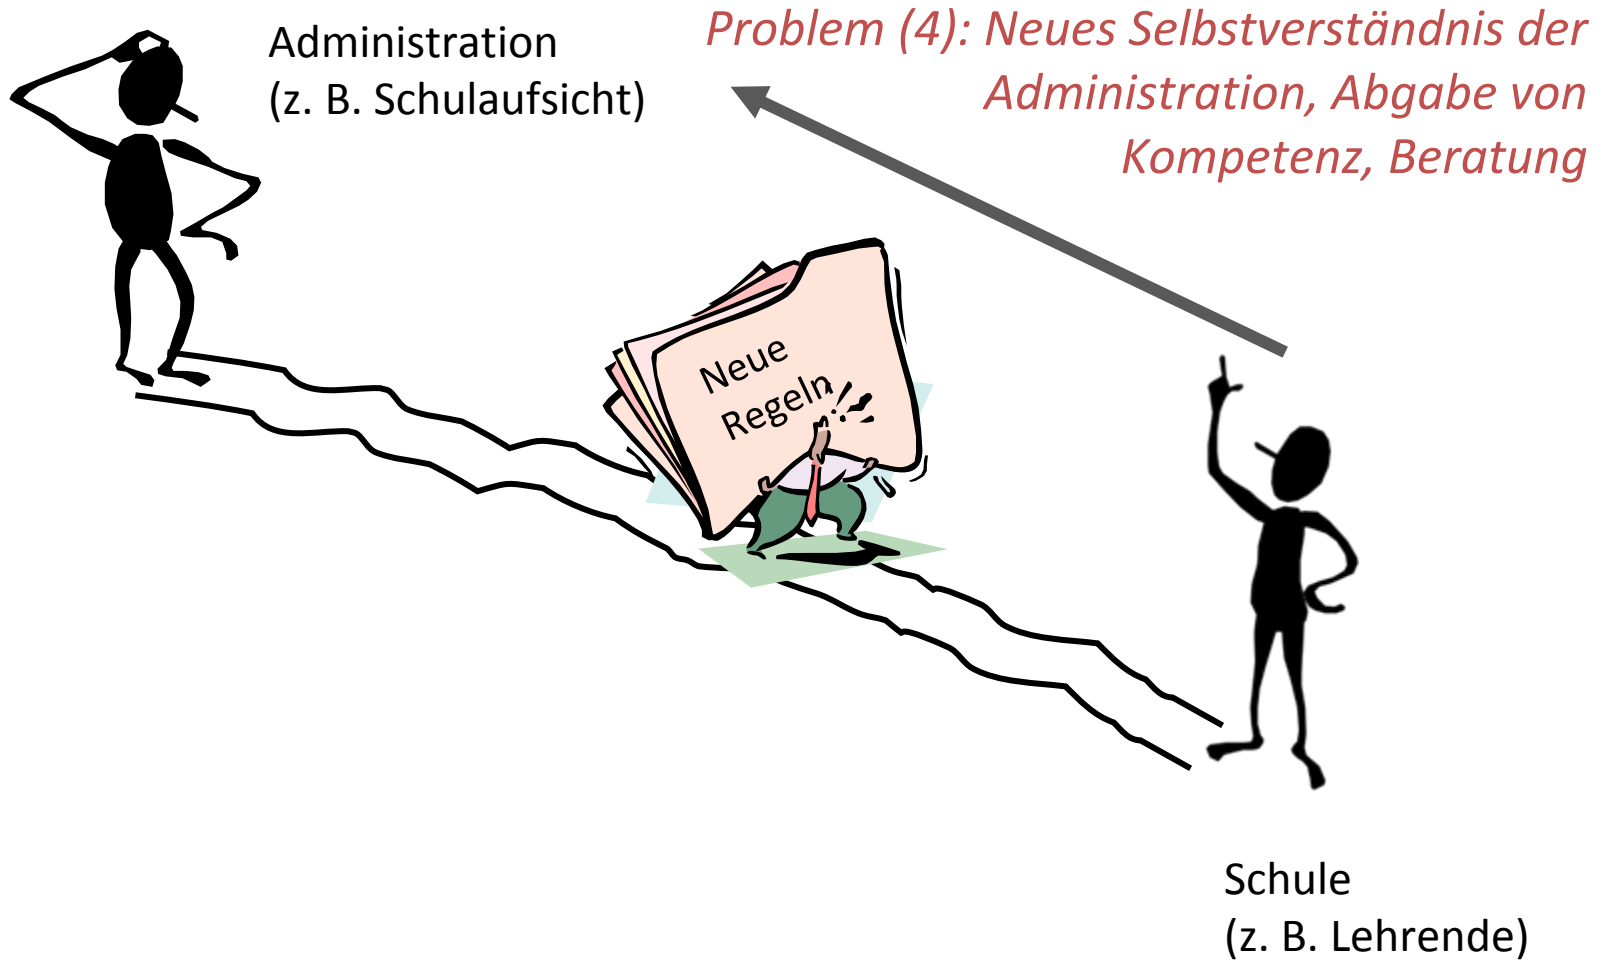 Administration
(z. B. Schulaufsicht)
Problem (4): Neues Selbstverständnis der
Administration, Abgabe von
Kompetenz, Beratung
Neue
Regeln
Schule
(z. B. Lehrende)